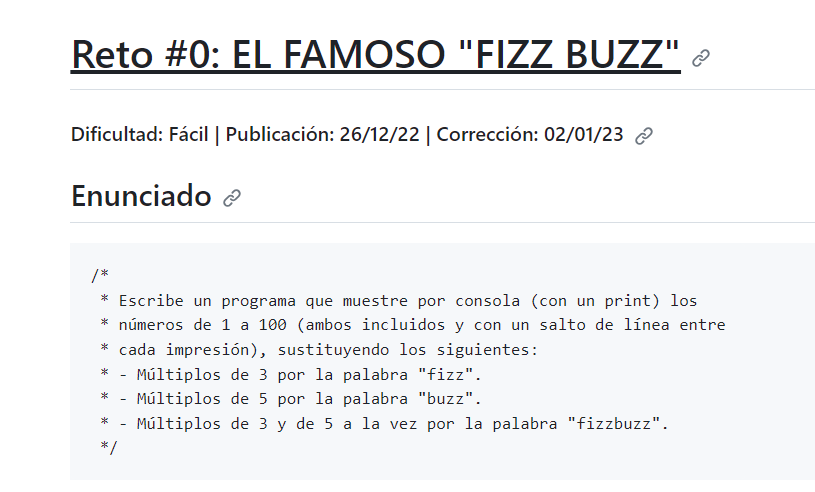 Reto #0: EL FAMOSO "FIZZ BUZZ"
Dificultad: Fácil | Publicación: 26/12/22 | Corrección: 02/01/23
Enunciado
/*
 * Escribe un programa que muestre por consola (con un print) los
 * números de 1 a 100 (ambos incluidos y con un salto de línea entre
 * cada impresión), sustituyendo los siguientes:
 * - Múltiplos de 3 por la palabra "fizz".
 * - Múltiplos de 5 por la palabra "buzz".
 * - Múltiplos de 3 y de 5 a la vez por la palabra "fizzbuzz".
 */